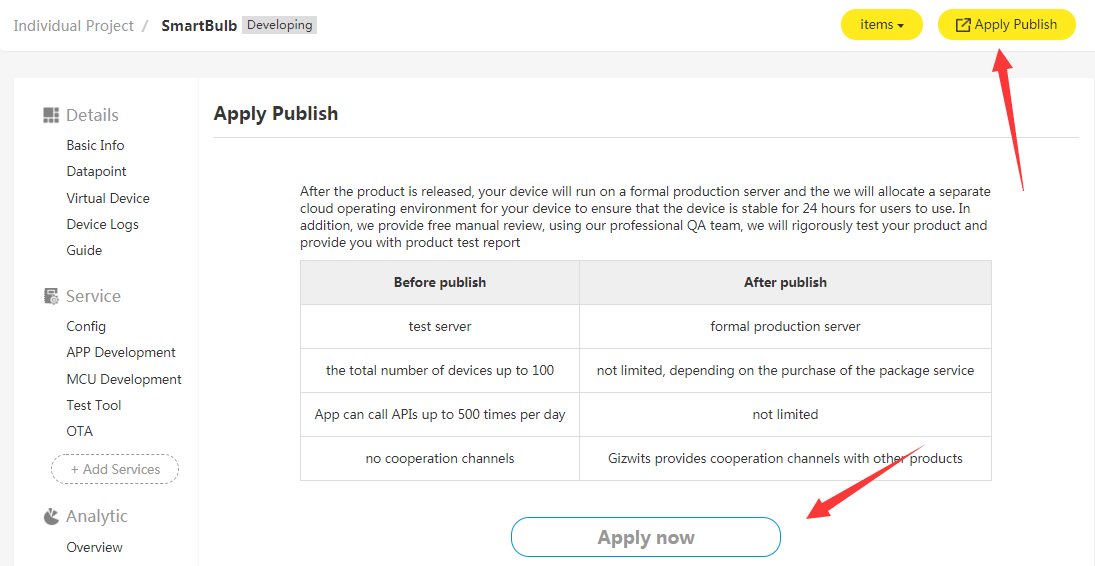 Individual Project / SmartBulb Developing
items
Apply Publish
Details
Basic Info
Datapoint
Virtual Device
Device Logs
Guide
Service
Config
APP Development
MCU Development
Test Tool
OTA
+ Add Services
Analytic
Overview
Apply Publish
After the product is released, your device will run on a formal production server and the we will allocate a separate
cloud operating environment for your device to ensure that the device is stable for 24 hours for users to use. In
addition, we provide free manual review, using our professional QA team, we will rigorously test your product and
provide you with product test report
Before publish After publish
test server formal production server
the total number of devices up to 100 not limited, depending on the purchase of the package service
App can call APIs up to 500 times per day not limited
no cooperation channels Gizwits provides cooperation channels with other products
Apply now